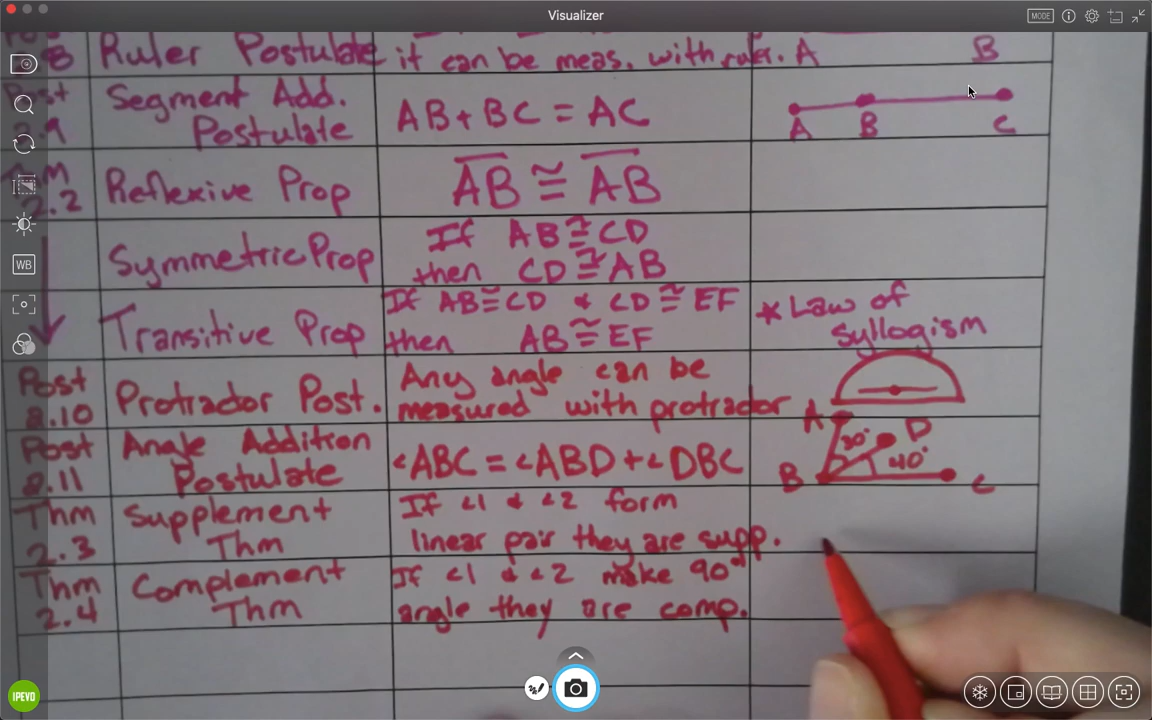 Visualizer
MODE
8
Ruler Postulate
it can be meas. with ruler.
A
B
Post
2.9
Segment Add.
Postulate
AB + BC = AC
A
B
C
Thm
2.2
Reflexive Prop
AB ≅ AB
Symmetric Prop
If AB ≅ CD
then CD ≅ AB
Transitive Prop
If AB ≅ CD & CD ≅ EF
then AB ≅ EF
* Law of
syllogism
Post
2.10
Protractor Post.
Any angle can be
measured with protractor
Post
2.11
Angle Addition
Postulate
∠ABC = ∠ABD + ∠DBC
A
D
30°
40°
B
C
Thm
2.3
Supplement
Thm
If ∠1 & ∠2 form
linear pair they are supp.
Thm
2.4
Complement
Thm
If ∠1 & ∠2 make 90°
angle they are comp.
WB
IPEVO